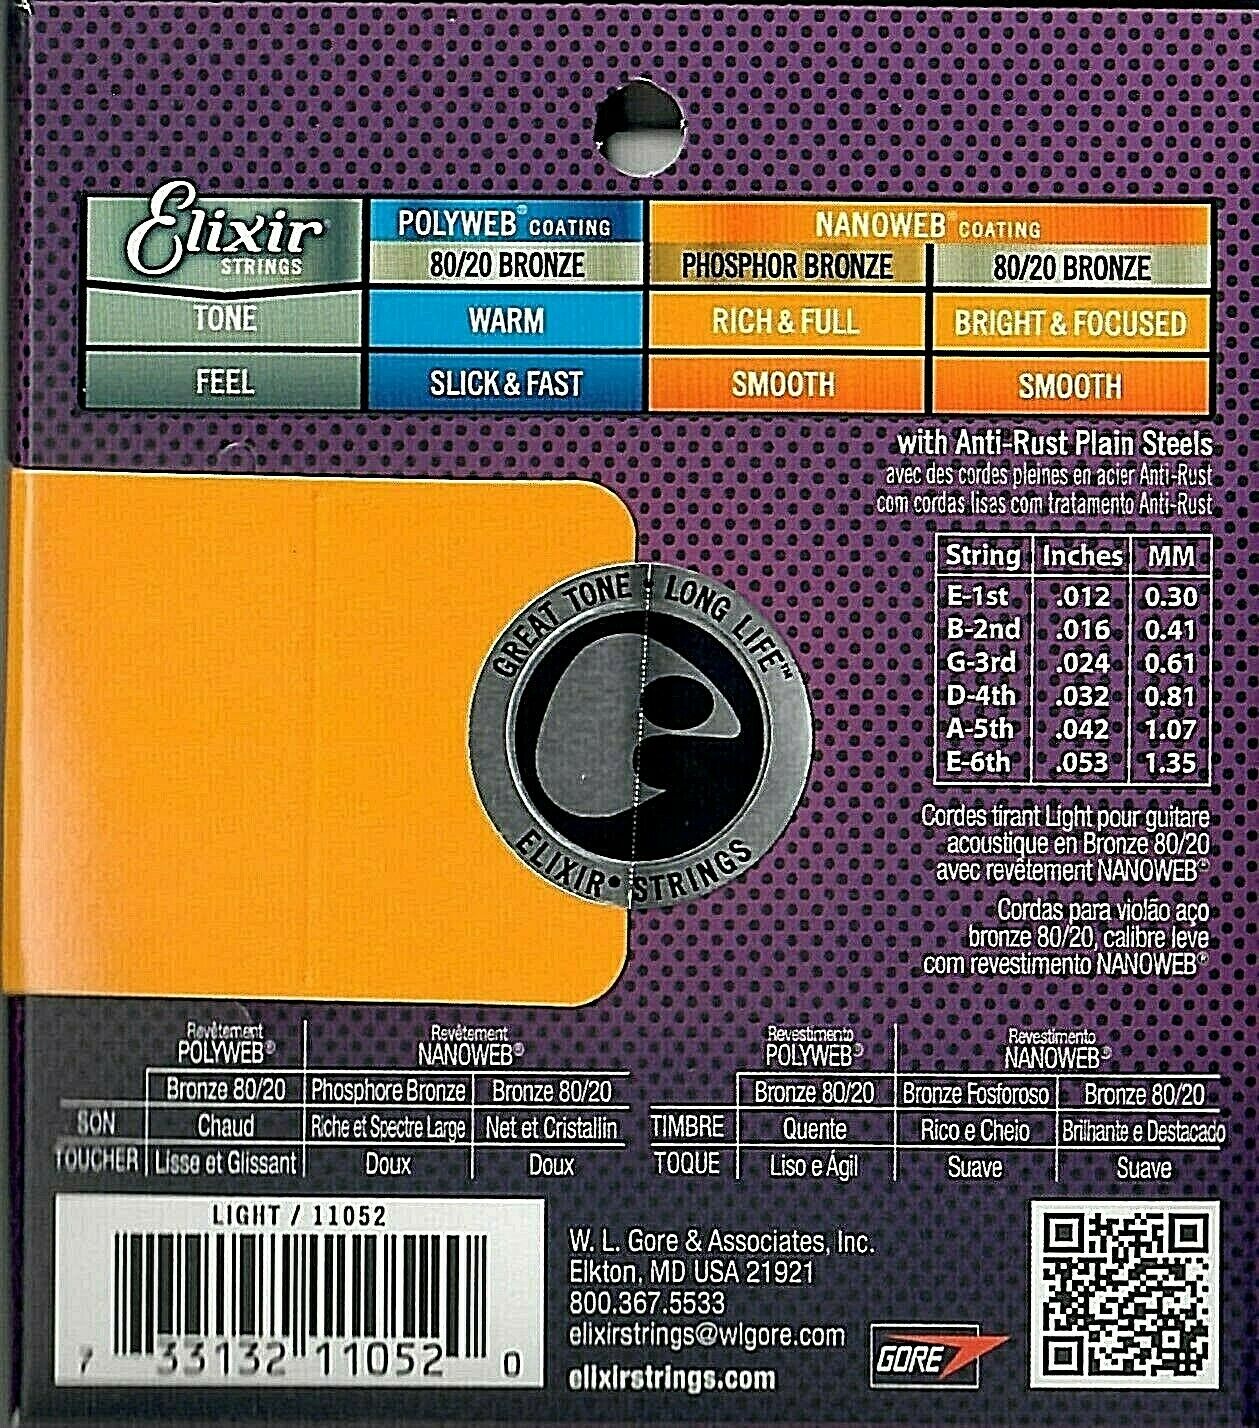 Elixir
STRINGS
POLYWEB® COATING
NANOWEB® COATING
80/20 BRONZE
PHOSPHOR BRONZE
80/20 BRONZE
TONE
WARM
RICH & FULL
BRIGHT & FOCUSED
FEEL
SLICK & FAST
SMOOTH
SMOOTH
with Anti-Rust Plain Steels
avec des cordes pleines en acier Anti-Rust
com cordas lisas com tratamento Anti-Rust
String Inches MM
E-1st .012 0.30
B-2nd .016 0.41
G-3rd .024 0.61
D-4th .032 0.81
A-5th .042 1.07
E-6th .053 1.35
GREAT TONE • LONG LIFE™
ELIXIR • STRINGS
Cordes tirant Light pour guitare
acoustique en Bronze 80/20
avec revêtement NANOWEB®
Cordas para violão aço
bronze 80/20, calibre leve
com revestimento NANOWEB®
Revêtement
POLYWEB®
Revêtement
NANOWEB®
Bronze 80/20 Phosphore Bronze Bronze 80/20
SON Chaud Riche et Spectre Large Net et Cristallin
TOUCHER Lisse et Glissant Doux Doux
Revestimento
POLYWEB®
Revestimento
NANOWEB®
Bronze 80/20 Bronze Fosforoso Bronze 80/20
TIMBRE Quente Rico e Cheio Brilhante e Destacado
TOQUE Liso e Ágil Suave Suave
LIGHT / 11052
7 33132 11052 0
W. L. Gore & Associates, Inc.
Elkton, MD USA 21921
800.367.5533
elixirstrings@wlgore.com
elixirstrings.com
GORE